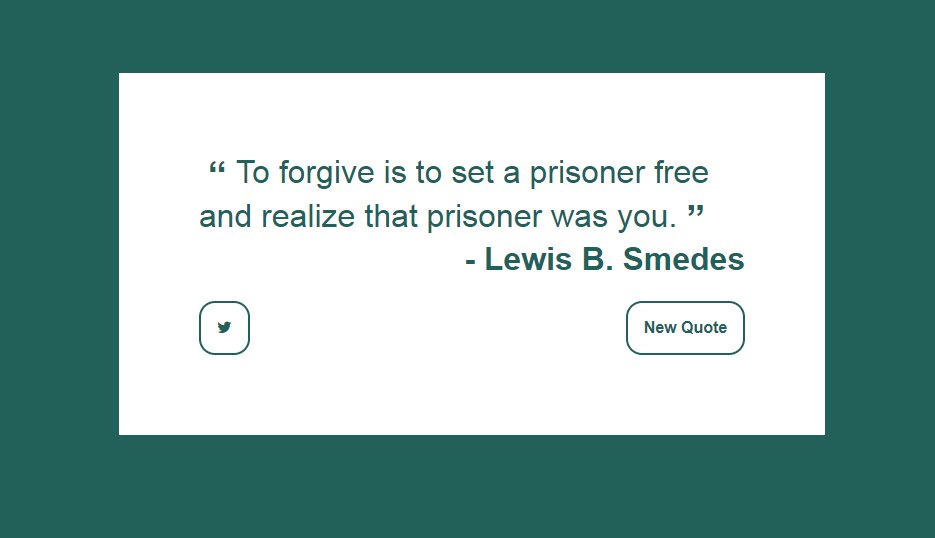 “ To forgive is to set a prisoner free
and realize that prisoner was you. ”
- Lewis B. Smedes
New Quote